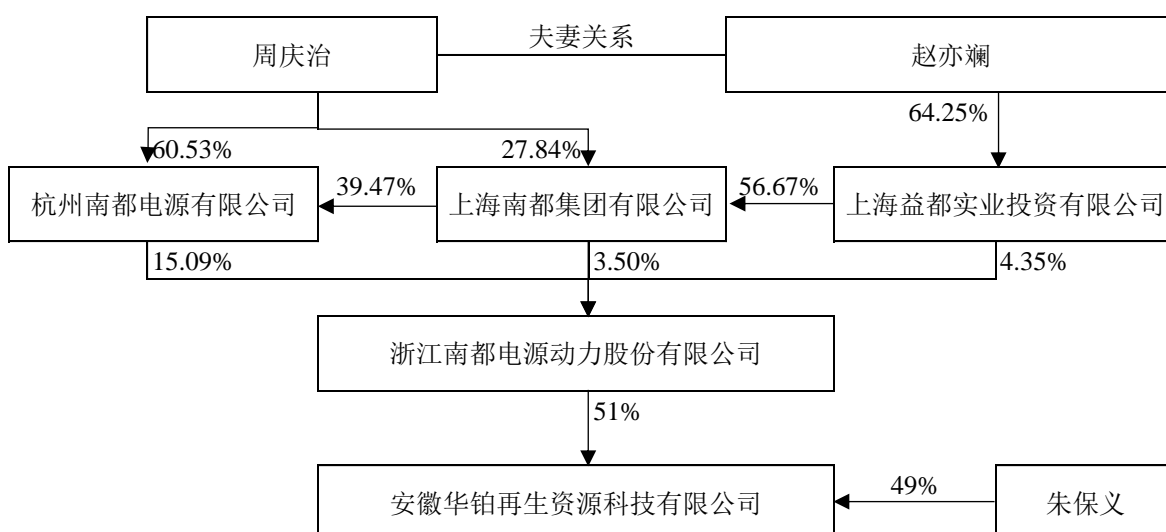 周庆治
夫妻关系
赵亦斓
64.25%
60.53%
27.84%
杭州南都电源有限公司
39.47%
上海南都集团有限公司
56.67%
上海益都实业投资有限公司
15.09%
3.50%
4.35%
浙江南都电源动力股份有限公司
51%
安徽华铂再生资源科技有限公司
49%
朱保义